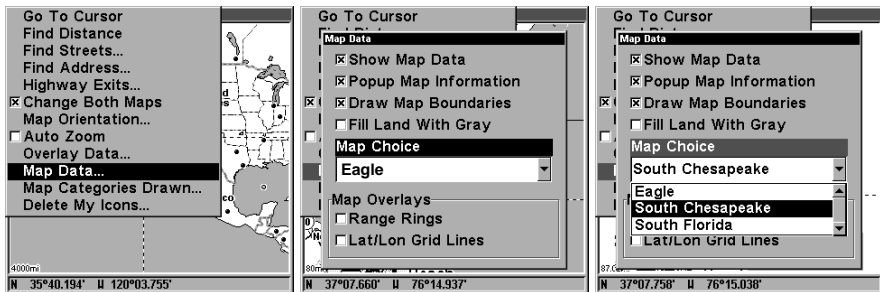 Go To Cursor
Find Distance
Find Streets...
Find Address...
Highway Exits...
Change Both Maps
Map Orientation...
Auto Zoom
Overlay Data...
Map Data...
Map Categories Drawn...
Delete My Icons...
4000mi
N 35°40.194' W 120°03.755'
Go To Cursor
Map Data
Show Map Data
Popup Map Information
Draw Map Boundaries
Fill Land With Gray
Map Choice
Eagle
Map Overlays
Range Rings
Lat/Lon Grid Lines
N 37°07.660' W 76°14.937'
Go To Cursor
Map Data
Show Map Data
Popup Map Information
Draw Map Boundaries
Fill Land With Gray
Map Choice
South Chesapeake
Eagle
South Chesapeake
South Florida
Lat/Lon Grid Lines
N 37°07.758' W 76°15.038'